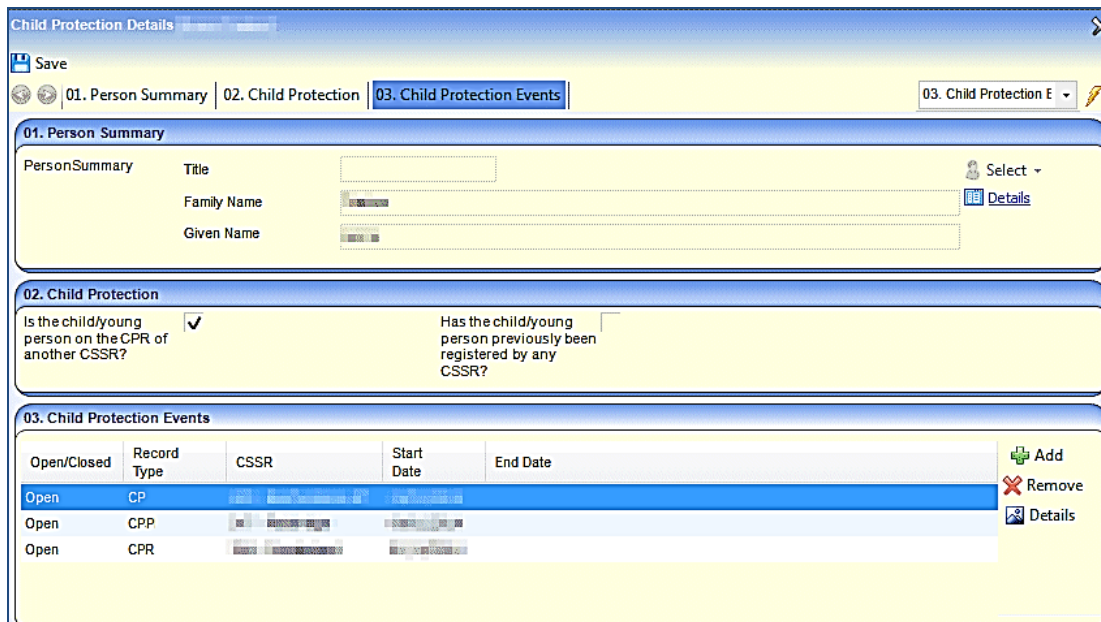 Child Protection Details
Save
01. Person Summary 02. Child Protection 03. Child Protection Events 03. Child Protection E
01. Person Summary
PersonSummary Title Select
Family Name Details
Given Name
02. Child Protection
Is the child/young Has the child/young
person on the CPR of person previously been
another CSSR? registered by any
CSSR?
03. Child Protection Events
Open/Closed Record Type CSSR Start Date End Date Add
Remove
Open CP
Details
Open CPP
Open CPR